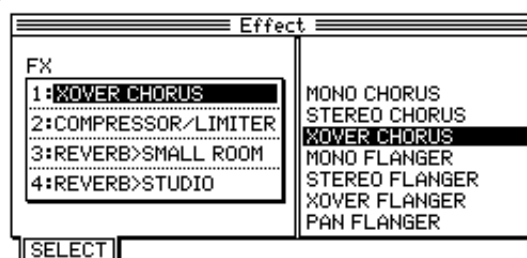 Effect
FX
1:XOVER CHORUS
2:COMPRESSOR/LIMITER
3:REVERB>SMALL ROOM
4:REVERB>STUDIO
MONO CHORUS
STEREO CHORUS
XOVER CHORUS
MONO FLANGER
STEREO FLANGER
XOVER FLANGER
PAN FLANGER
SELECT